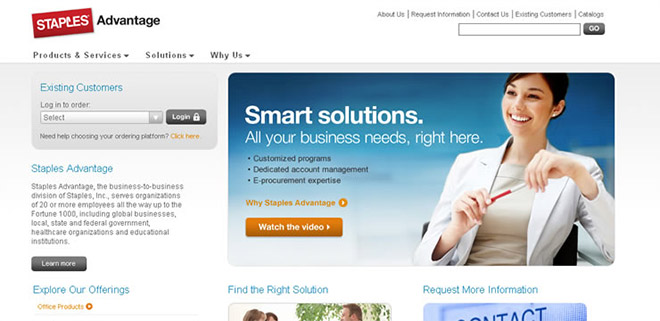 STAPLES Advantage
About Us | Request Information | Contact Us | Existing Customers | Catalogs
GO
Products & Services
Solutions
Why Us
Existing Customers
Log in to order:
Select
Login
Need help choosing your ordering platform? Click here.
Staples Advantage
Staples Advantage, the business-to-business
division of Staples, Inc., serves organizations
of 20 or more employees all the way up to the
Fortune 1000, including global businesses,
local, state and federal government,
healthcare organizations and educational
institutions.
Learn more
Smart solutions.
All your business needs, right here.
• Customized programs
• Dedicated account management
• E-procurement expertise
Why Staples Advantage
Watch the video
Explore Our Offerings
Office Products
Find the Right Solution
Request More Information
CONTACT